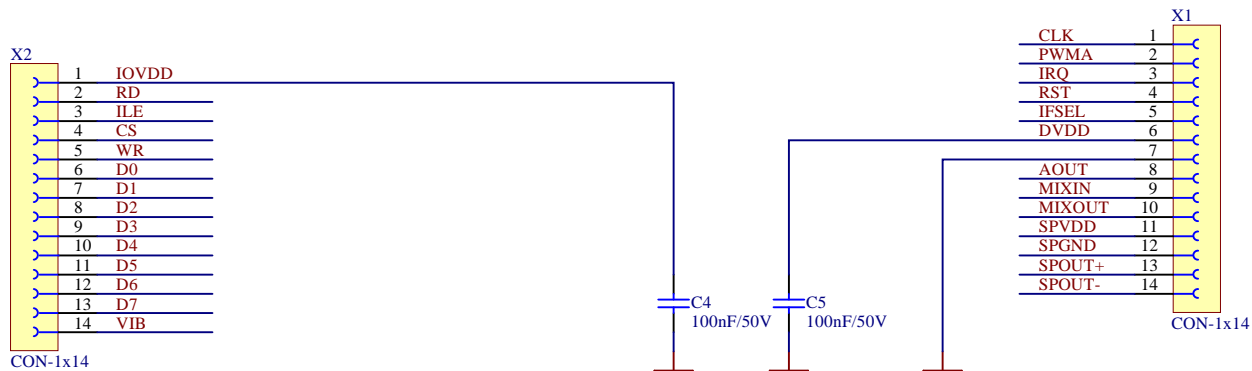 X2
1 IOVDD
2 RD
3 ILE
4 CS
5 WR
6 D0
7 D1
8 D2
9 D3
10 D4
11 D5
12 D6
13 D7
14 VIB
CON-1x14
C4
100nF/50V
C5
100nF/50V
X1
CLK 1
PWMA 2
IRQ 3
RST 4
IFSEL 5
DVDD 6
7
AOUT 8
MIXIN 9
MIXOUT 10
SPVDD 11
SPGND 12
SPOUT+ 13
SPOUT- 14
CON-1x14